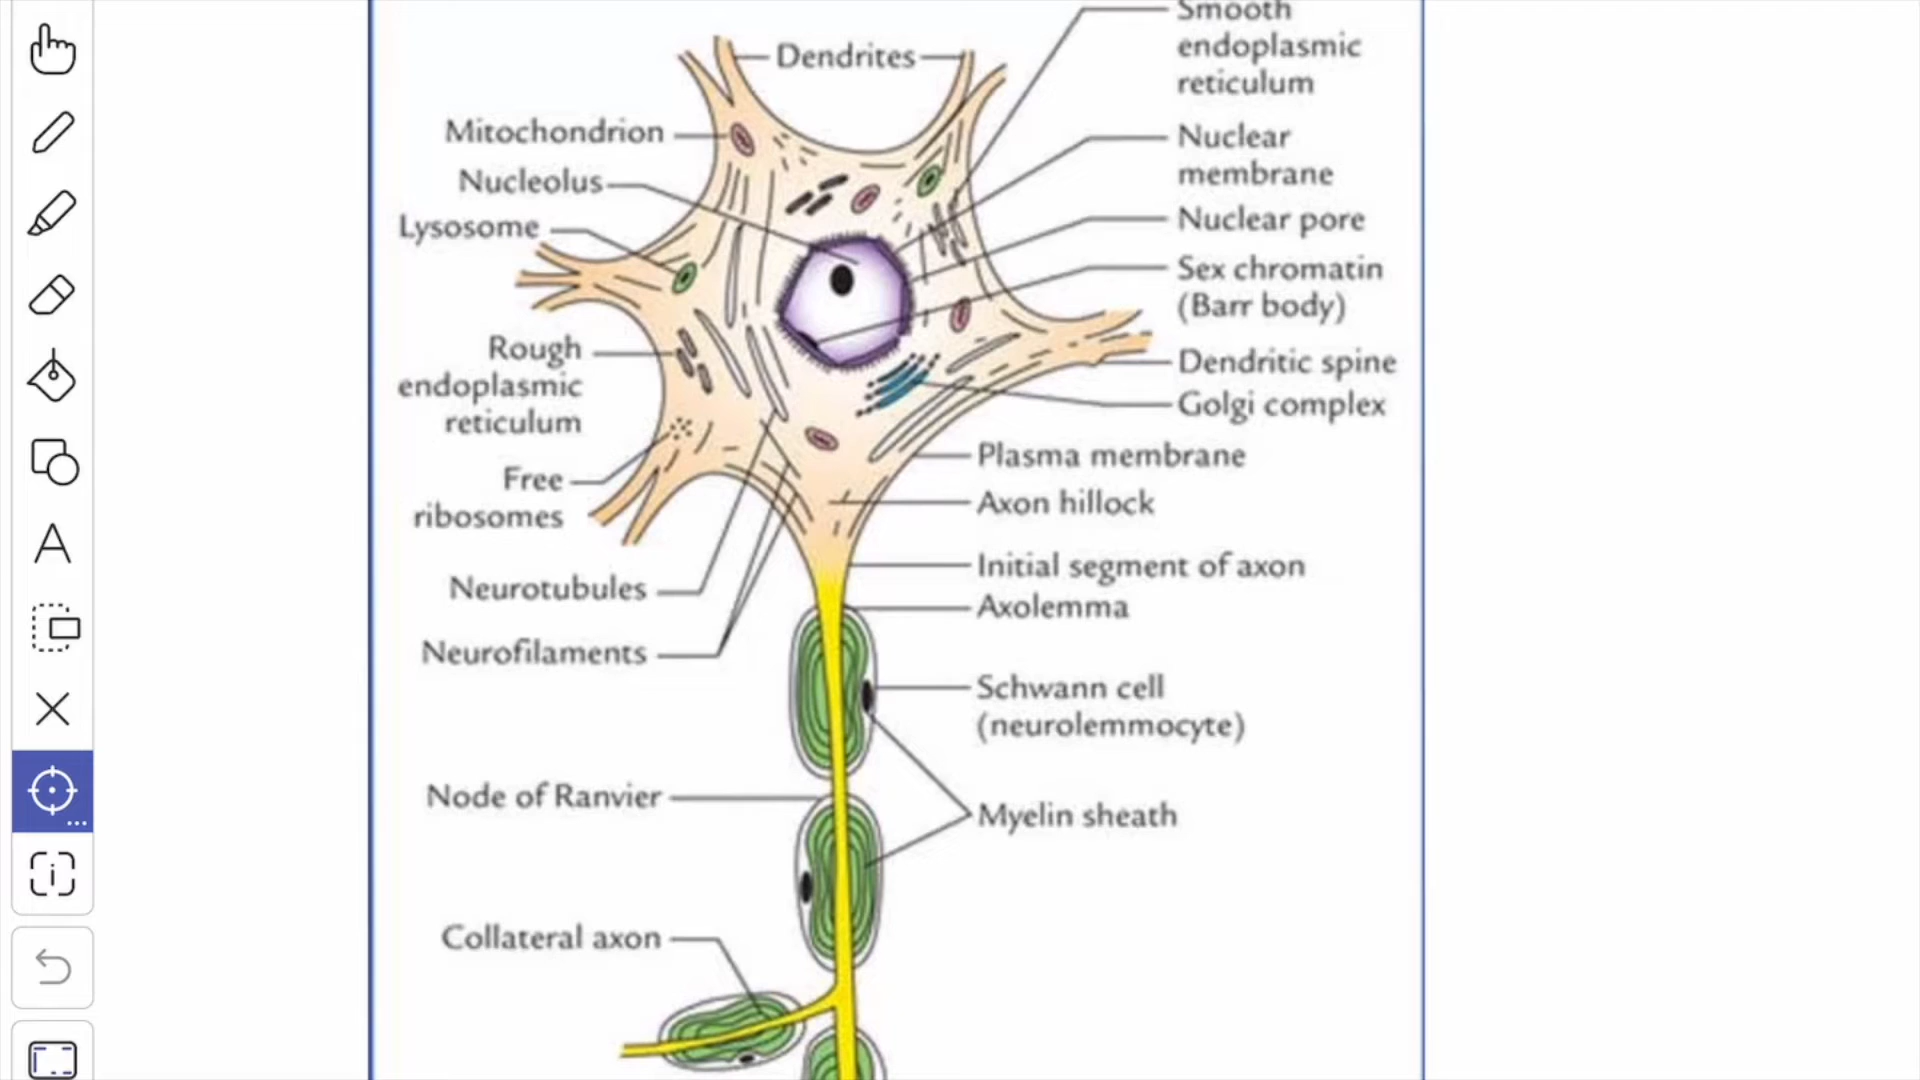 Smooth
endoplasmic
reticulum
Dendrites
Mitochondrion
Nuclear
membrane
Nucleolus
Nuclear pore
Lysosome
Sex chromatin
(Barr body)
Rough
endoplasmic
reticulum
Dendritic spine
Golgi complex
Plasma membrane
Free
ribosomes
Axon hillock
Initial segment of axon
Neurotubules
Axolemma
Neurofilaments
Schwann cell
(neurolemmocyte)
Node of Ranvier
Myelin sheath
Collateral axon